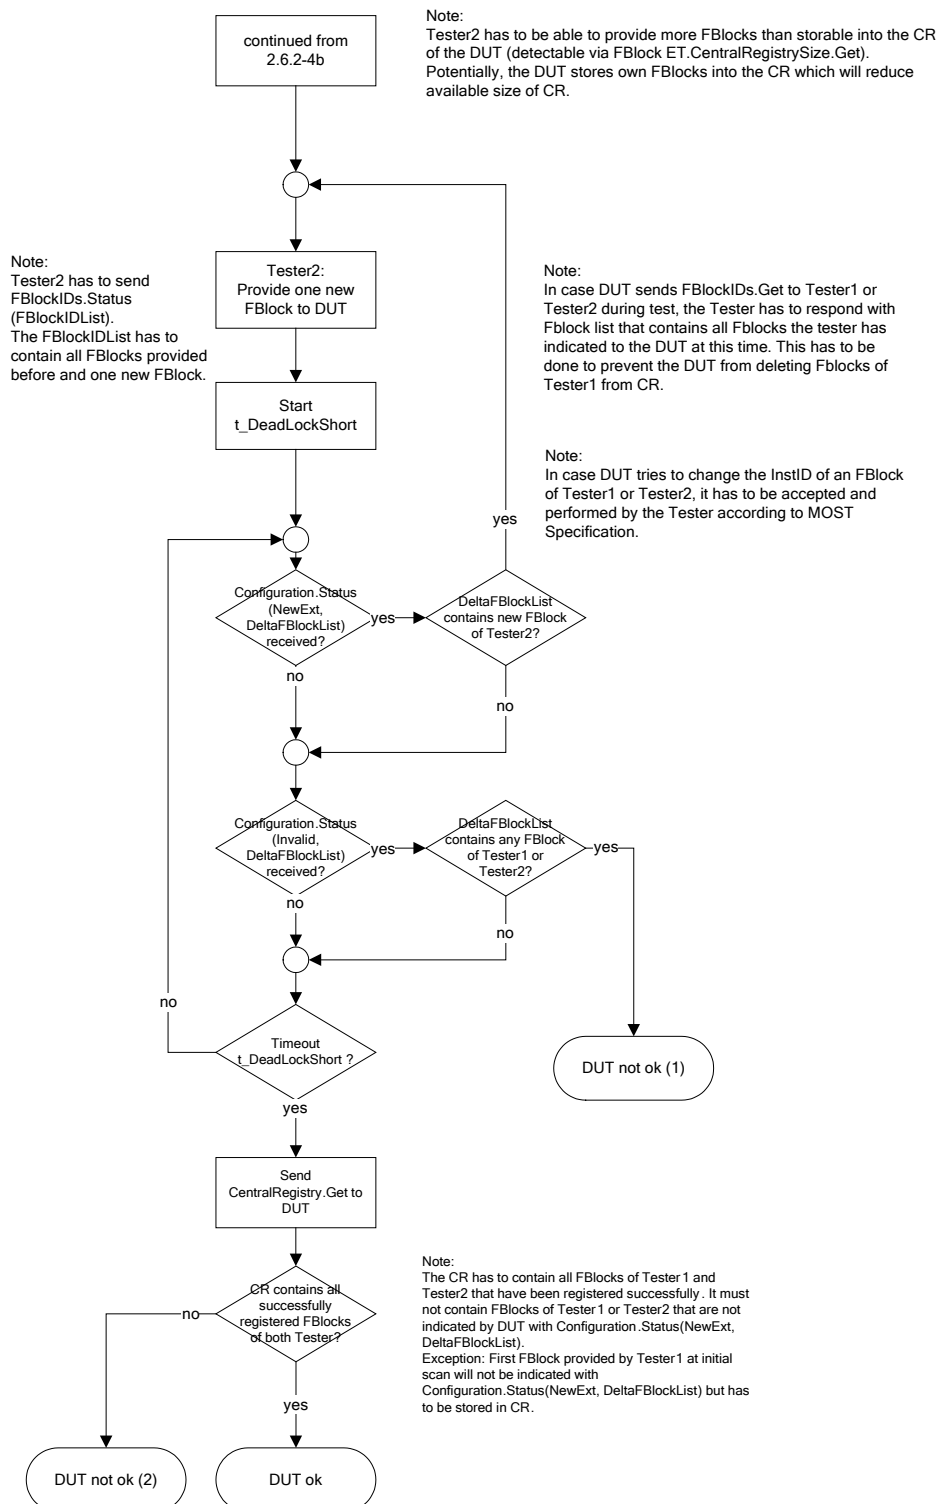 continued from
2.6.2-4b
Note:
Tester2 has to be able to provide more FBlocks than storable into the CR
of the DUT (detectable via FBlock ET.CentralRegistrySize.Get).
Potentially, the DUT stores own FBlocks into the CR which will reduce
available size of CR.
Note:
Tester2 has to send
FBlockIDs.Status
(FBlockIDList).
The FBlockIDList has to
contain all FBlocks provided
before and one new FBlock.
Tester2:
Provide one new
FBlock to DUT
Note:
In case DUT sends FBlockIDs.Get to Tester1 or
Tester2 during test, the Tester has to respond with
Fblock list that contains all Fblocks the tester has
indicated to the DUT at this time. This has to be
done to prevent the DUT from deleting Fblocks of
Tester1 from CR.
Start
t_DeadLockShort
Note:
In case DUT tries to change the InstID of an FBlock
of Tester1 or Tester2, it has to be accepted and
performed by the Tester according to MOST
Specification.
yes
Configuration.Status
(NewExt,
DeltaFBlockList)
received?
yes
DeltaFBlockList
contains new FBlock
of Tester2?
no
no
Configuration.Status
(Invalid,
DeltaFBlockList)
received?
yes
DeltaFBlockList
contains any FBlock
of Tester1 or
Tester2?
yes
no
no
no
Timeout
t_DeadLockShort ?
DUT not ok (1)
yes
Send
CentralRegistry.Get to
DUT
CR contains all
successfully
registered FBlocks
of both Tester?
no
Note:
The CR has to contain all FBlocks of Tester1 and
Tester2 that have been registered successfully. It must
not contain FBlocks of Tester1 or Tester2 that are not
indicated by DUT with Configuration.Status(NewExt,
DeltaFBlockList).
Exception: First FBlock provided by Tester1 at initial
scan will not be indicated with
Configuration.Status(NewExt, DeltaFBlockList) but has
to be stored in CR.
yes
DUT not ok (2)
DUT ok